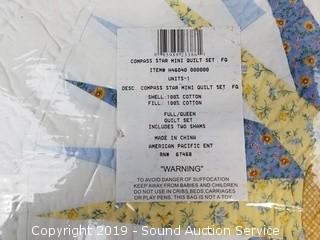 COMPASS STAR MINI QUILT SET FQ
ITEM# H46040 000000
UNITS-1
DESC. COMPASS STAR MINI QUILT SET FQ
SHELL:100% COTTON
FILL: 100% COTTON
FULL/QUEEN
QUILT SET
INCLUDES TWO SHAMS
MADE IN CHINA
AMERICAN PACIFIC ENT
RN# 67468
"WARNING"
TO AVOID DANGER OF SUFFOCATION
KEEP AWAY FROM BABIES AND CHILDREN
DO NOT USE IN CRIBS,BEDS,CARRIAGES
OR PLAY PENS, THIS BAG IS NOT A TOY
Copyright 2019 - Sound Auction Service